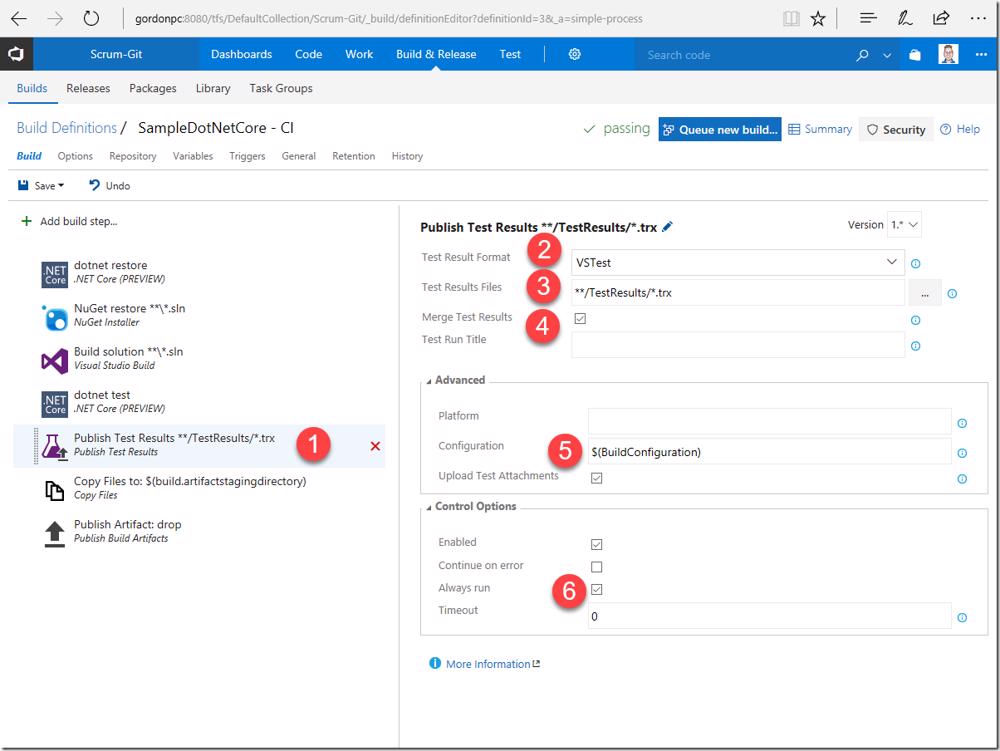 gordonpc:8080/tfs/DefaultCollection/Scrum-Git/_build/definitionEditor?definitionId=3&_a=simple-process
Scrum-Git Dashboards Code Work Build & Release Test Search code
Builds Releases Packages Library Task Groups
Build Definitions / SampleDotNetCore - CI passing Queue new build... Summary Security Help
Build Options Repository Variables Triggers General Retention History
Save Undo
Add build step...
.NET Core
dotnet restore
.NET Core (PREVIEW)
NuGet restore **\*.sln
NuGet Installer
Build solution **\*.sln
Visual Studio Build
.NET Core
dotnet test
.NET Core (PREVIEW)
Publish Test Results **/TestResults/*.trx
Publish Test Results
1
Copy Files to: $(build.artifactstagingdirectory)
Copy Files
Publish Artifact: drop
Publish Build Artifacts
Publish Test Results **/TestResults/*.trx Version 1.*
Test Result Format 2 VSTest
Test Results Files 3 **/TestResults/*.trx ...
Merge Test Results
4
Test Run Title
Advanced
Platform
Configuration 5 $(BuildConfiguration)
Upload Test Attachments
Control Options
Enabled
Continue on error
Always run 6
Timeout 0
More Information